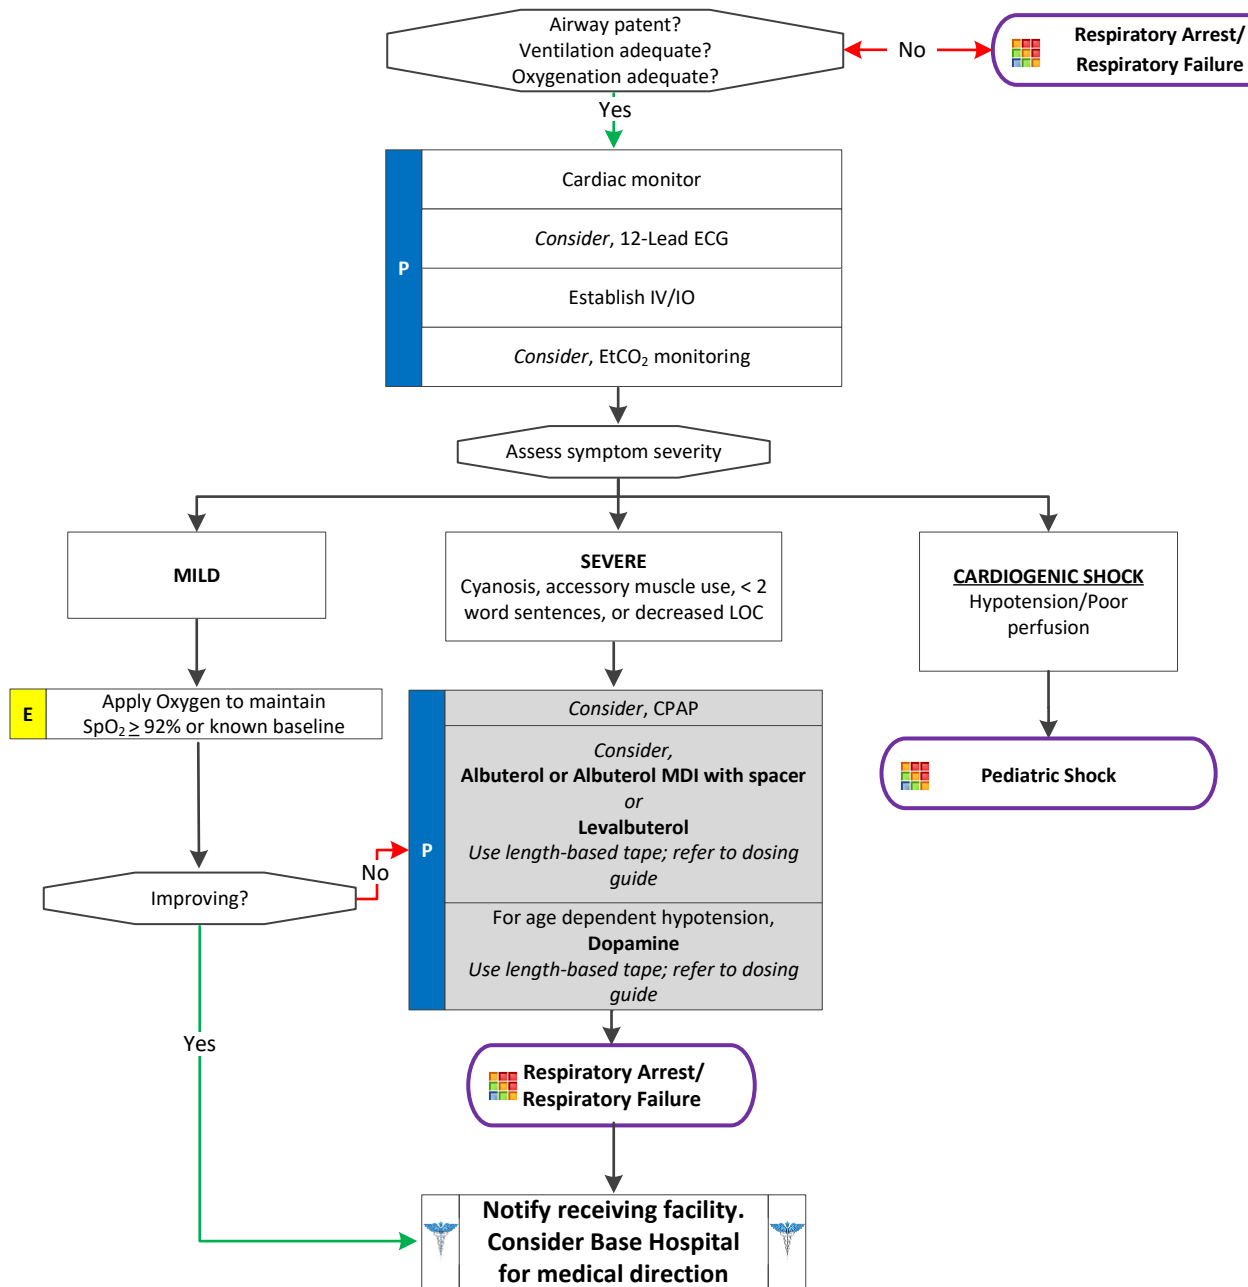 Airway patent?
Ventilation adequate?
Oxygenation adequate?
No
Respiratory Arrest/
Respiratory Failure
Yes
P
Cardiac monitor
Consider, 12-Lead ECG
Establish IV/IO
Consider, EtCO₂ monitoring
Assess symptom severity
MILD
SEVERE
Cyanosis, accessory muscle use, < 2
word sentences, or decreased LOC
CARDIOGENIC SHOCK
Hypotension/Poor
perfusion
E
Apply Oxygen to maintain
SpO₂ ≥ 92% or known baseline
P
Consider, CPAP
Consider,
Albuterol or Albuterol MDI with spacer
or
Levalbuterol
Use length-based tape; refer to dosing
guide
For age dependent hypotension,
Dopamine
Use length-based tape; refer to dosing
guide
Pediatric Shock
Improving?
No
Yes
Respiratory Arrest/
Respiratory Failure
Notify receiving facility.
Consider Base Hospital
for medical direction